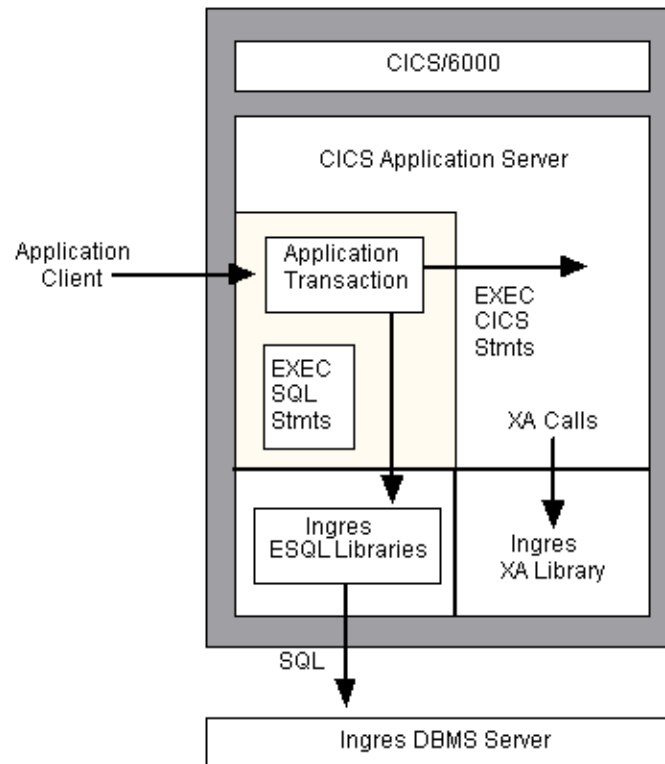 CICS/6000
CICS Application Server
Application
Client
Application
Transaction
EXEC
CICS
Stmts
EXEC
SQL
Stmts
XA Calls
Ingres
ESQL Libraries
Ingres
XA Library
SQL
Ingres DBMS Server